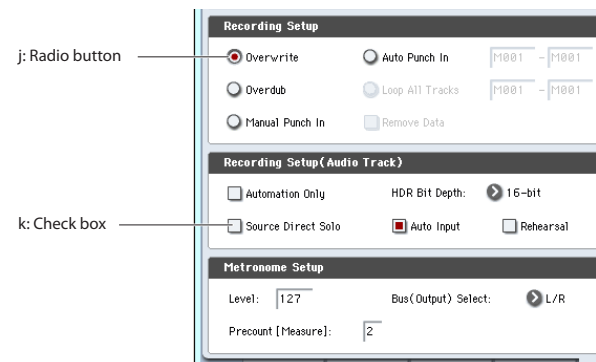 Recording Setup
j: Radio button
Overwrite Auto Punch In M001 - M001
Overdub Loop All Tracks M001 - M001
Manual Punch In Remove Data
Recording Setup(Audio Track)
Automation Only HDR Bit Depth: 16-bit
k: Check box
Source Direct Solo Auto Input Rehearsal
Metronome Setup
Level: 127 Bus(Output) Select: L/R
Precount [Measure]: 2